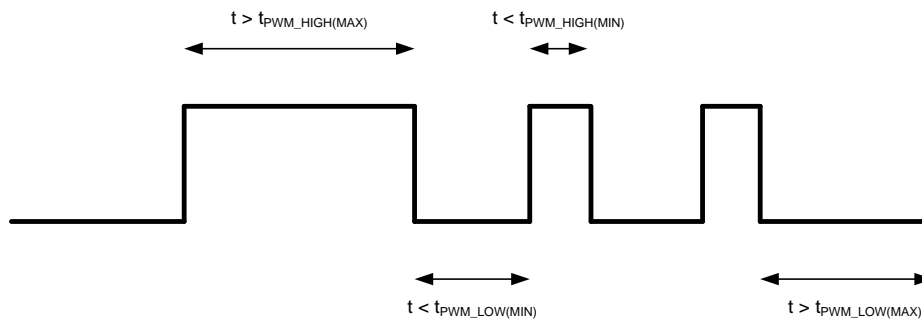 t > tPWM_HIGH(MAX)
t < tPWM_HIGH(MIN)
t < tPWM_LOW(MIN)
t > tPWM_LOW(MAX)